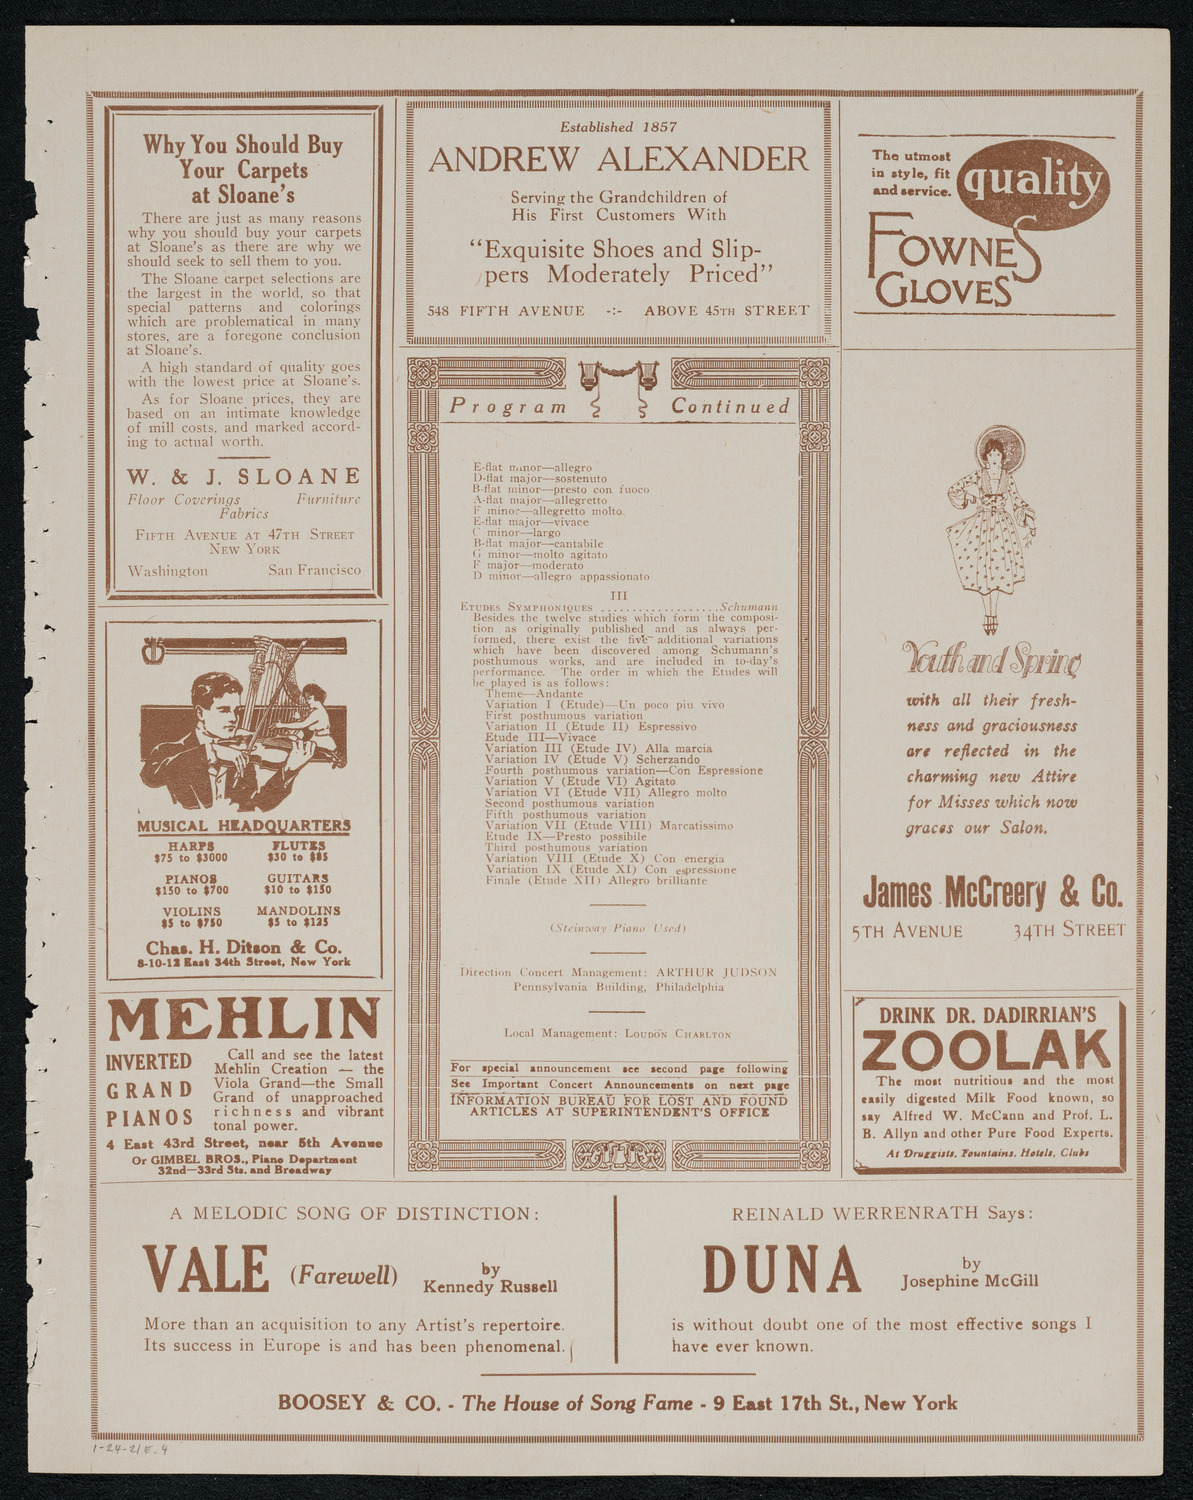 Why You Should Buy
Your Carpets
at Sloane's
There are just as many reasons
why you should buy your carpets
at Sloane's as there are why we
should seek to sell them to you.
The Sloane carpet selections are
the largest in the world, so that
special patterns and colorings
which are problematical in many
stores, are a foregone conclusion
at Sloane's.
A high standard of quality goes
with the lowest price at Sloane's.
As for Sloane prices, they are
based on an intimate knowledge
of mill costs, and marked accord-
ing to actual worth.
W. & J. SLOANE
Floor Coverings Furniture
Fabrics
FIFTH AVENUE AT 47TH STREET
NEW YORK
Washington San Francisco
MUSICAL HEADQUARTERS
HARPS FLUTES
$75 to $3000 $30 to $85
PIANOS GUITARS
$150 to $700 $10 to $150
VIOLINS MANDOLINS
$5 to $750 $5 to $125
Chas. H. Ditson & Co.
8-10-12 East 34th Street, New York
MEHLIN
INVERTED
GRAND
PIANOS
Call and see the latest
Mehlin Creation — the
Viola Grand—the Small
Grand of unapproached
richness and vibrant
tonal power.
4 East 43rd Street, near 5th Avenue
Or GIMBEL BROS., Piano Department
32nd—33rd Sts. and Broadway
Established 1857
ANDREW ALEXANDER
Serving the Grandchildren of
His First Customers With
"Exquisite Shoes and Slip-
pers Moderately Priced"
548 FIFTH AVENUE -:- ABOVE 45TH STREET
Program Continued
E-flat minor—allegro
D-flat major—sostenuto
B-flat minor—presto con fuoco
A-flat major—allegretto
F minor—allegretto molto
E-flat major—vivace
C minor—largo
B-flat major—cantabile
G minor—molto agitato
F major—moderato
D minor—allegro appassionato
III
ETUDES SYMPHONIQUES ...................Schumann
Besides the twelve studies which form the composi-
tion as originally published and as always per-
formed, there exist the five additional variations
which have been discovered among Schumann's
posthumous works, and are included in to-day's
performance. The order in which the Etudes will
be played is as follows:
Theme—Andante
Variation I (Etude)—Un poco piu vivo
First posthumous variation
Variation II (Etude II) Espressivo
Etude III—Vivace
Variation III (Etude IV) Alla marcia
Variation IV (Etude V) Scherzando
Fourth posthumous variation—Con Espressione
Variation V (Etude VI) Agitato
Variation VI (Etude VII) Allegro molto
Second posthumous variation
Fifth posthumous variation
Variation VII (Etude VIII) Marcatissimo
Etude IX—Presto possibile
Third posthumous variation
Variation VIII (Etude X) Con energia
Variation IX (Etude XI) Con espressione
Finale (Etude XII) Allegro brilliante
(Steinway Piano Used)
Direction Concert Management: ARTHUR JUDSON
Pennsylvania Building, Philadelphia
Local Management: LOUDON CHARLTON
For special announcement see second page following
See Important Concert Announcements on next page
INFORMATION BUREAU FOR LOST AND FOUND
ARTICLES AT SUPERINTENDENT'S OFFICE
The utmost
in style, fit
and service.
quality
FOWNES
GLOVES
Youth and Spring
with all their fresh-
ness and graciousness
are reflected in the
charming new Attire
for Misses which now
graces our Salon.
James McCreery & Co.
5TH AVENUE 34TH STREET
DRINK DR. DADIRRIAN'S
ZOOLAK
The most nutritious and the most
easily digested Milk Food known, so
say Alfred W. McCann and Prof. L.
B. Allyn and other Pure Food Experts.
At Druggists, Fountains, Hotels, Clubs
A MELODIC SONG OF DISTINCTION:
VALE (Farewell) by
Kennedy Russell
More than an acquisition to any Artist's repertoire.
Its success in Europe is and has been phenomenal.
REINALD WERRENRATH Says:
DUNA by
Josephine McGill
is without doubt one of the most effective songs I
have ever known.
BOOSEY & CO. - The House of Song Fame - 9 East 17th St., New York
1-24-21E.4